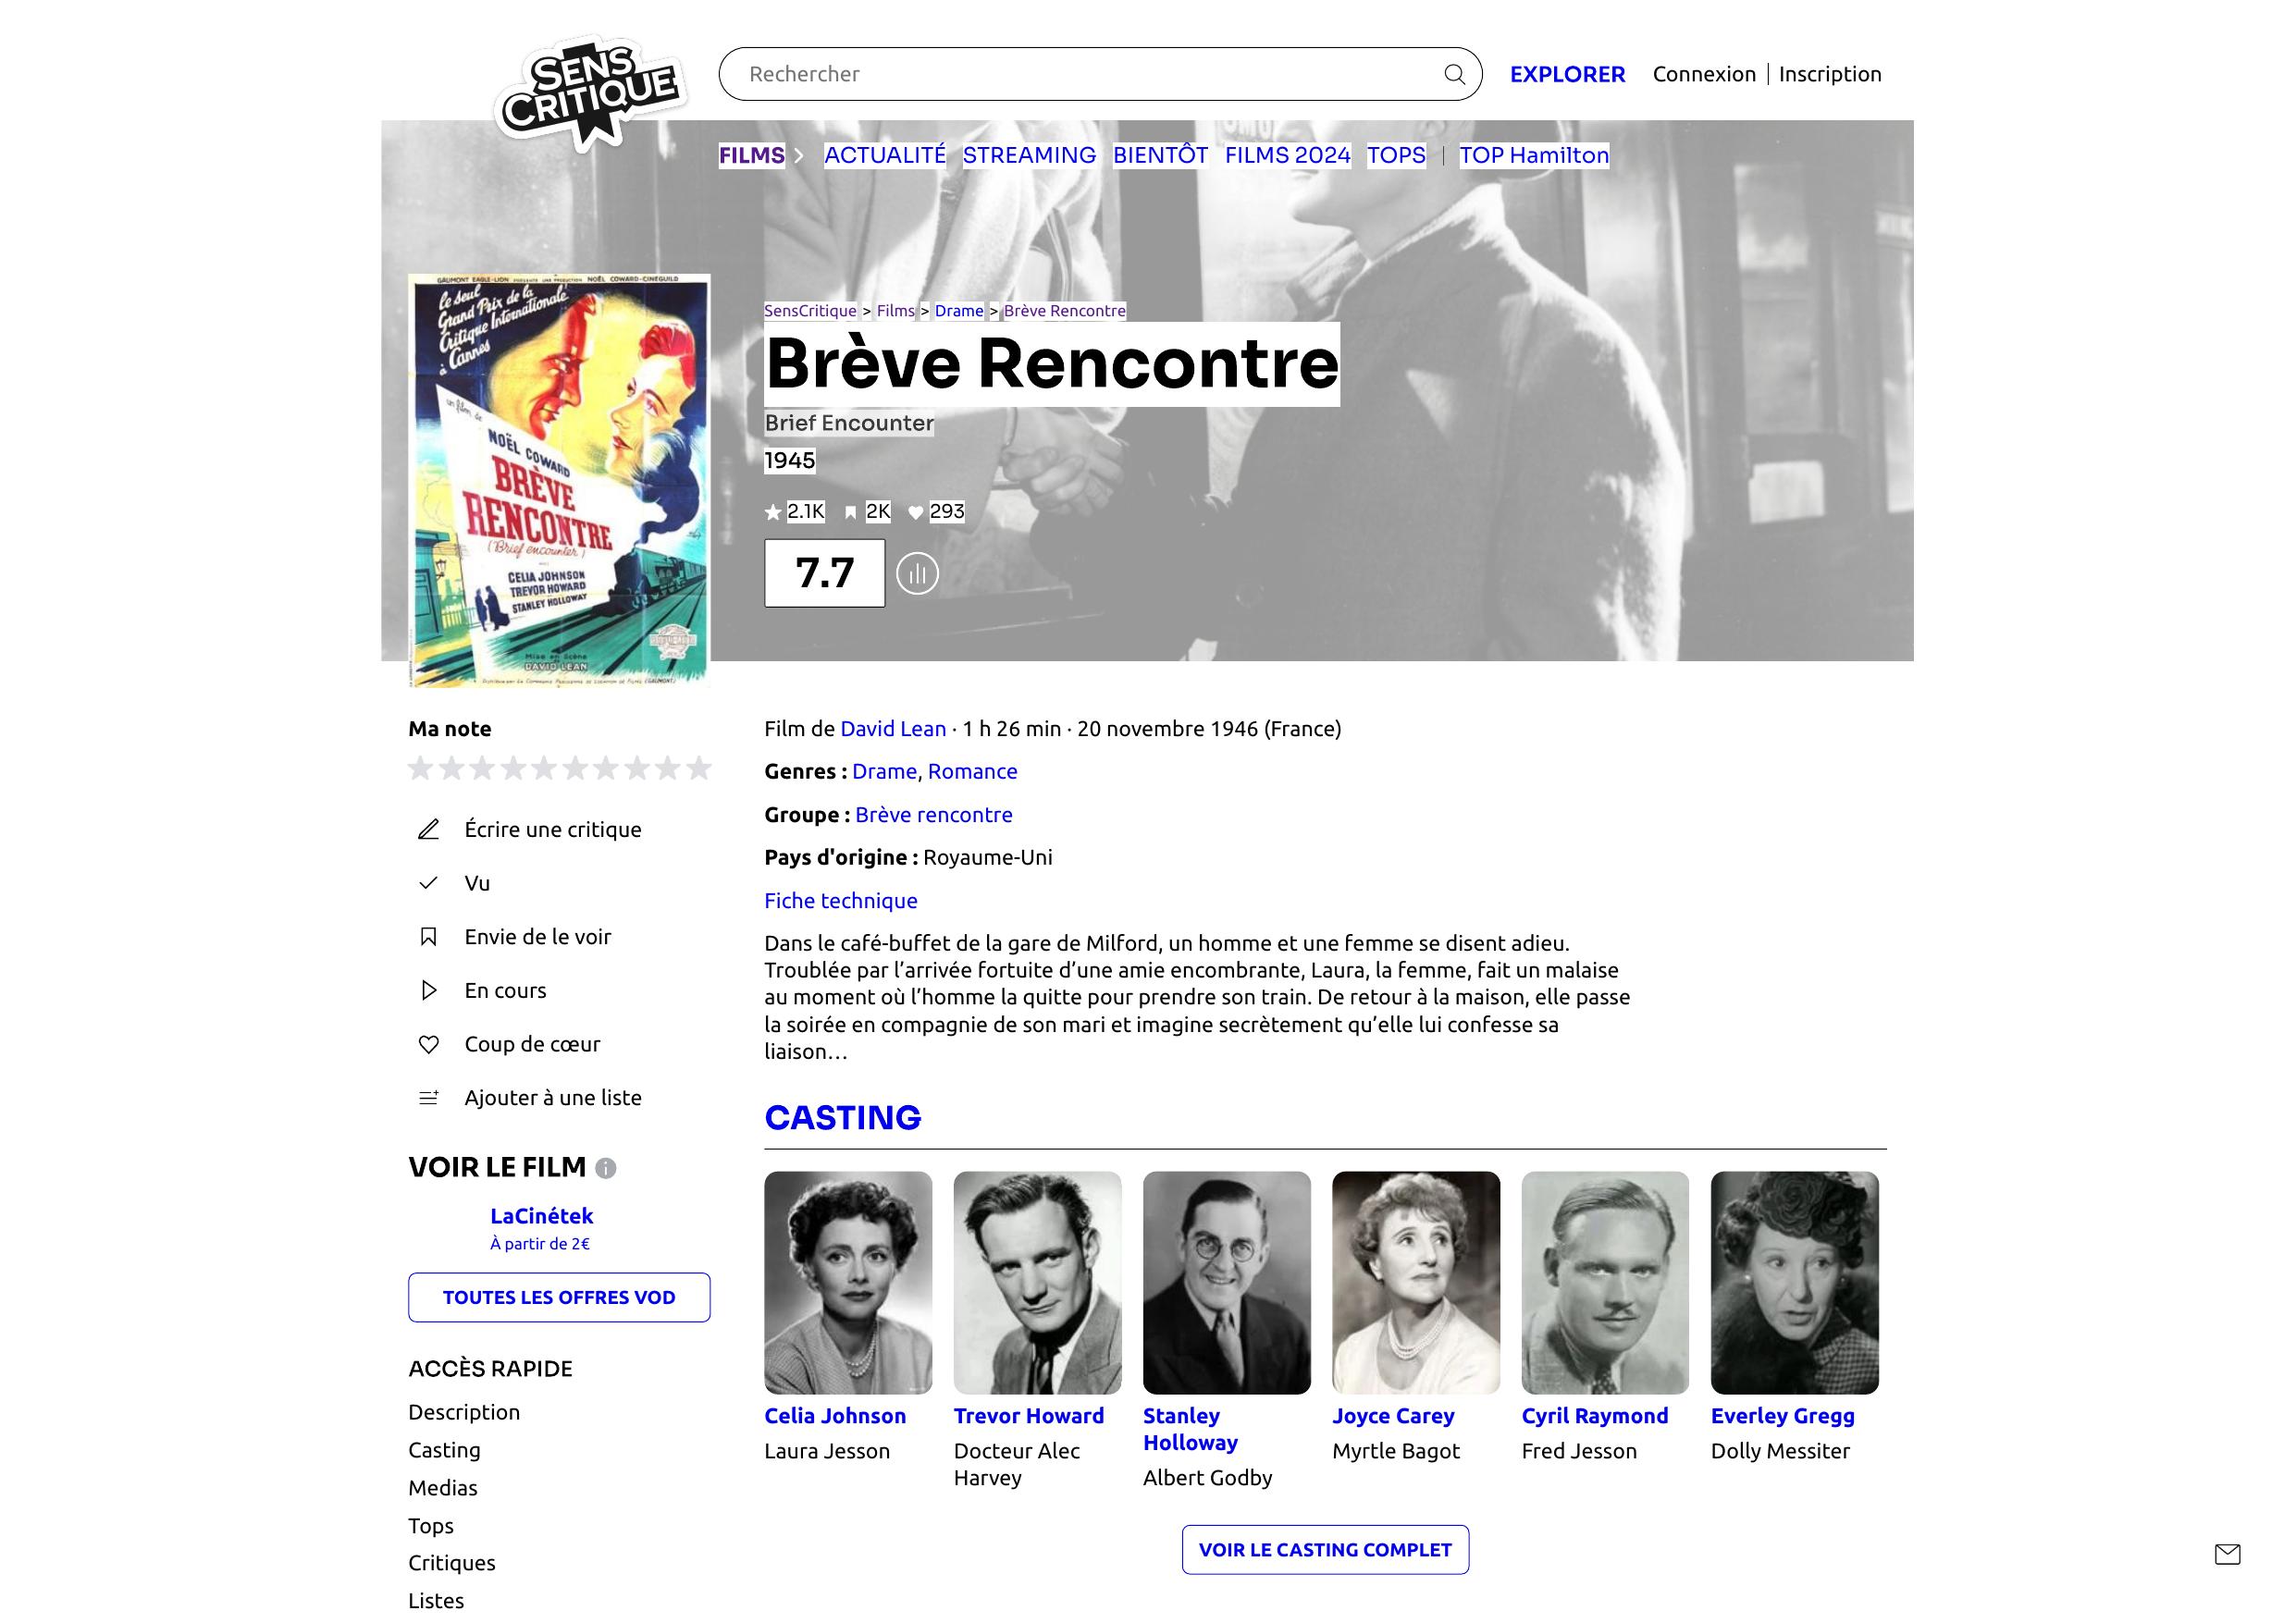 SENS
CRITIQUE
Rechercher
EXPLORER
Connexion | Inscription
FILMS
ACTUALITÉ
STREAMING
BIENTÔT
FILMS 2024
TOPS
TOP Hamilton
GAUMONT EAGLE-LION
NOËL COWARD-CINEGUILD
le seul
Grand Prix de la
Critique Internationale
à Cannes
un film de
NOËL COWARD
BRÈVE
RENCONTRE
(Brief encounter)
CELIA JOHNSON
TREVOR HOWARD
STANLEY HOLLOWAY
Mise en scène
DAVID LEAN
SensCritique > Films > Drame > Brève Rencontre
Brève Rencontre
Brief Encounter
1945
2.1K 2K 293
7.7
Ma note
Écrire une critique
Vu
Envie de le voir
En cours
Coup de cœur
Ajouter à une liste
VOIR LE FILM
LaCinétek
À partir de 2€
TOUTES LES OFFRES VOD
ACCÈS RAPIDE
Description
Casting
Medias
Tops
Critiques
Listes
Film de David Lean · 1 h 26 min · 20 novembre 1946 (France)
Genres : Drame, Romance
Groupe : Brève rencontre
Pays d'origine : Royaume-Uni
Fiche technique
Dans le café-buffet de la gare de Milford, un homme et une femme se disent adieu.
Troublée par l’arrivée fortuite d’une amie encombrante, Laura, la femme, fait un malaise
au moment où l’homme la quitte pour prendre son train. De retour à la maison, elle passe
la soirée en compagnie de son mari et imagine secrètement qu’elle lui confesse sa
liaison…
CASTING
Celia Johnson
Laura Jesson
Trevor Howard
Docteur Alec
Harvey
Stanley
Holloway
Albert Godby
Joyce Carey
Myrtle Bagot
Cyril Raymond
Fred Jesson
Everley Gregg
Dolly Messiter
VOIR LE CASTING COMPLET